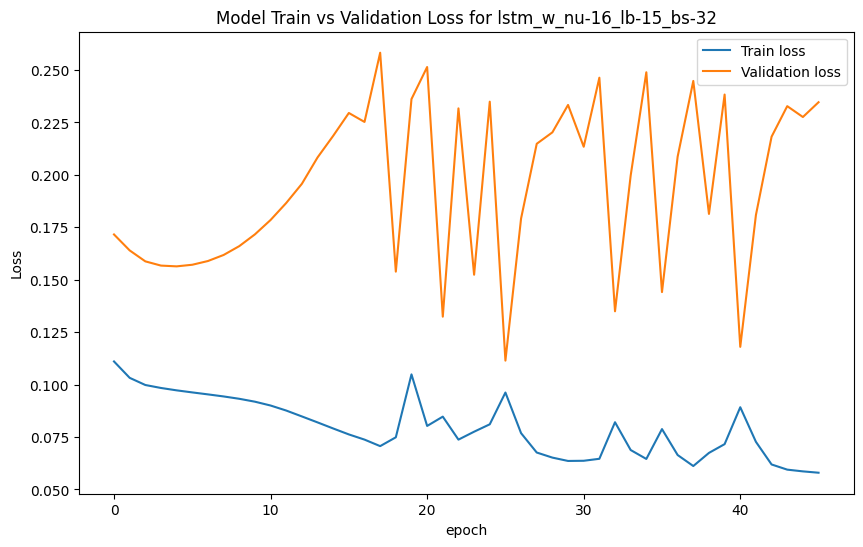 Model Train vs Validation Loss for lstm_w_nu-16_lb-15_bs-32
Train loss
Validation loss
0.250
0.225
0.200
0.175
0.150
0.125
0.100
0.075
0.050
Loss
0
10
20
30
40
epoch